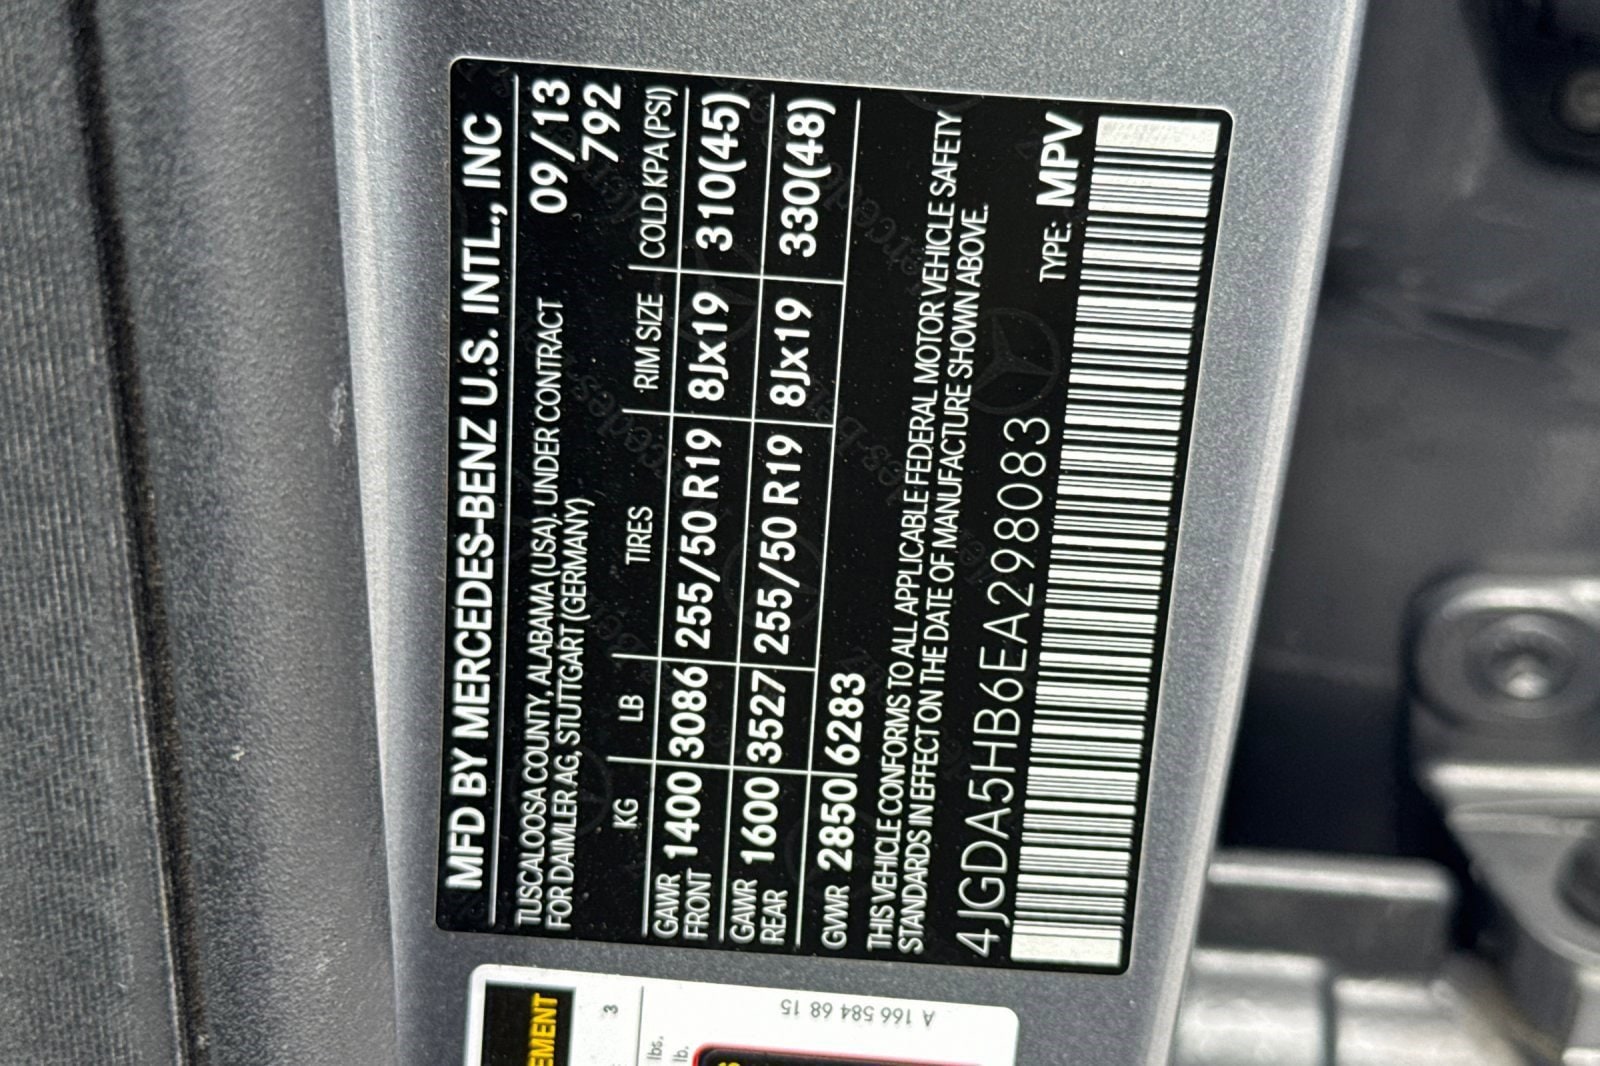 MFD BY MERCEDES-BENZ U.S. INTL., INC
TUSCALOOSA COUNTY, ALABAMA (USA). UNDER CONTRACT 09/13
FOR DAIMLER AG, STUTTGART (GERMANY) 792
KG LB TIRES RIM SIZE COLD KPA (PSI)
GAWR FRONT 1400 3086 255/50 R19 8Jx19 310(45)
GAWR REAR 1600 3527 255/50 R19 8Jx19 330(48)
GVWR 2850 6283
THIS VEHICLE CONFORMS TO ALL APPLICABLE FEDERAL MOTOR VEHICLE SAFETY
STANDARDS IN EFFECT ON THE DATE OF MANUFACTURE SHOWN ABOVE.
4JGDA5HB6EA298083 TYPE: MPV
EMENT
3
lbs.
lb.
A 166 584 68 15